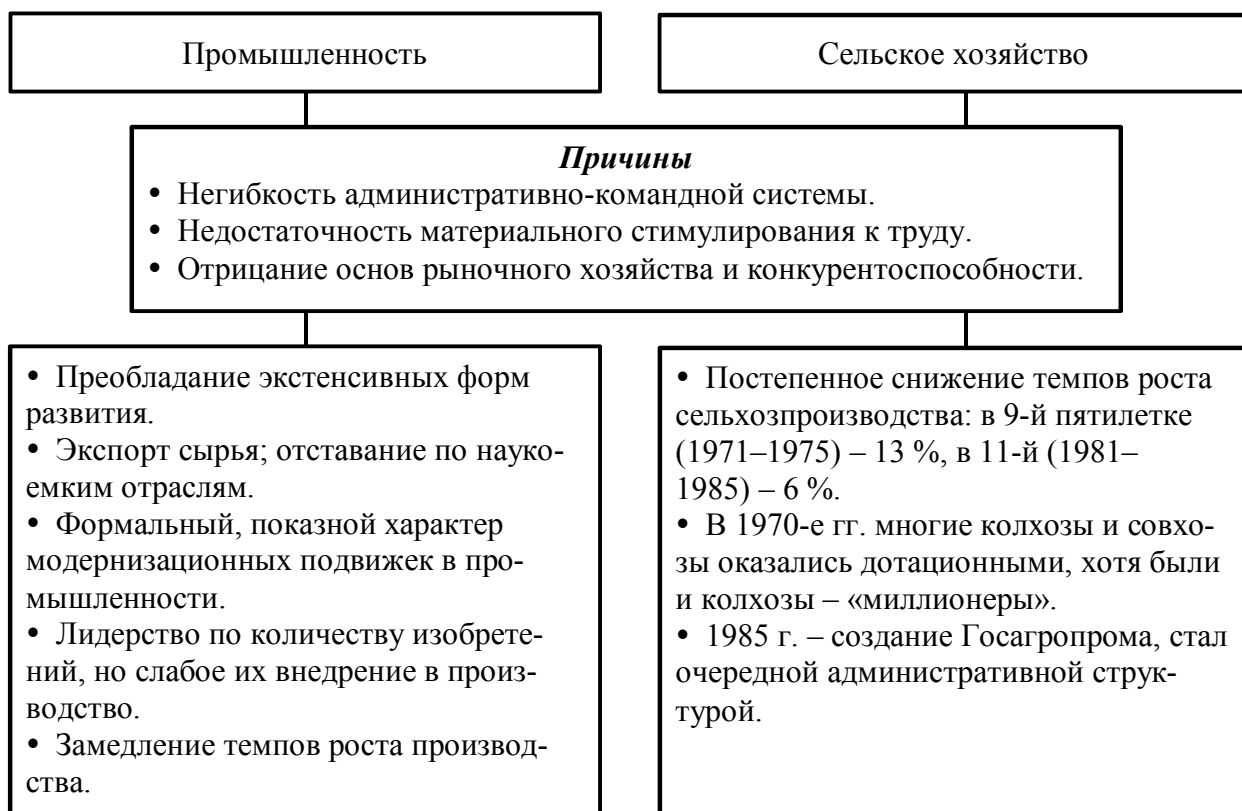 Промышленность
Сельское хозяйство
Причины
• Негибкость административно-командной системы.
• Недостаточность материального стимулирования к труду.
• Отрицание основ рыночного хозяйства и конкурентоспособности.
• Преобладание экстенсивных форм
развития.
• Экспорт сырья; отставание по науко-
емким отраслям.
• Формальный, показной характер
модернизационных подвижек в про-
мышленности.
• Лидерство по количеству изобрете-
ний, но слабое их внедрение в произ-
водство.
• Замедление темпов роста производ-
ства.
• Постепенное снижение темпов роста
сельхозпроизводства: в 9-й пятилетке
(1971–1975) – 13 %, в 11-й (1981–
1985) – 6 %.
• В 1970-е гг. многие колхозы и совхо-
зы оказались дотационными, хотя были
и колхозы – «миллионеры».
• 1985 г. – создание Госагропрома, стал
очередной административной струк-
турой.